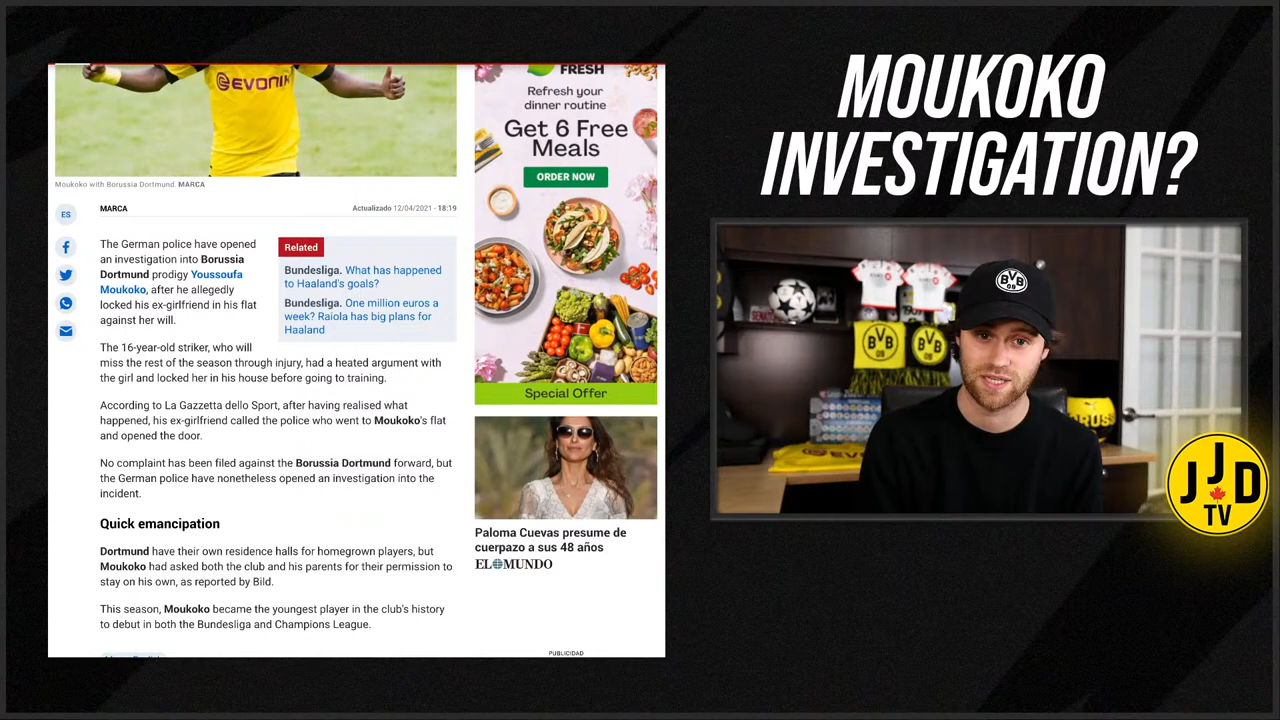 MOUKOKO
INVESTIGATION?
EVONIK
Moukoko with Borussia Dortmund. MARCA
ES
MARCA
Actualizado 12/04/2021 - 18:19
The German police have opened
an investigation into Borussia
Dortmund prodigy Youssoufa
Moukoko, after he allegedly
locked his ex-girlfriend in his flat
against her will.
Related
Bundesliga. What has happened
to Haaland's goals?
Bundesliga. One million euros a
week? Raiola has big plans for
Haaland
The 16-year-old striker, who will
miss the rest of the season through injury, had a heated argument with
the girl and locked her in his house before going to training.
According to La Gazzetta dello Sport, after having realised what
happened, his ex-girlfriend called the police who went to Moukoko's flat
and opened the door.
No complaint has been filed against the Borussia Dortmund forward, but
the German police have nonetheless opened an investigation into the
incident.
Quick emancipation
Dortmund have their own residence halls for homegrown players, but
Moukoko had asked both the club and his parents for their permission to
stay on his own, as reported by Bild.
This season, Moukoko became the youngest player in the club's history
to debut in both the Bundesliga and Champions League.
FRESH
Refresh your
dinner routine
Get 6 Free
Meals
ORDER NOW
Special Offer
Paloma Cuevas presume de
cuerpazo a sus 48 años
EL MUNDO
PUBLICIDAD
BVB
09
BVB
09
BVB
09
JJD
TV